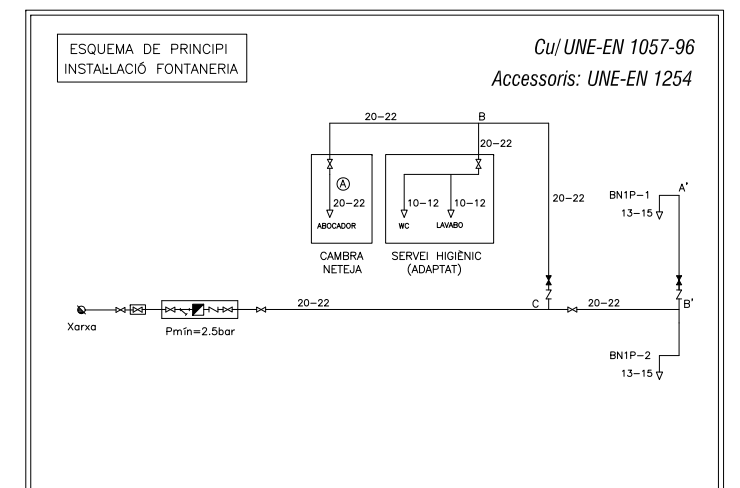 ESQUEMA DE PRINCIPI
INSTAL·LACIÓ FONTANERIA
Cu/ UNE-EN 1057-96
Accessoris: UNE-EN 1254
20-22
B
20-22
A
20-22
ABOCADOR
10-12
10-12
WC
LAVABO
CAMBRA
NETEJA
SERVEI HIGIÈNIC
(ADAPTAT)
20-22
BN1P-1
A'
13-15
Xarxa
Pmín=2.5bar
20-22
C
20-22
B'
BN1P-2
13-15